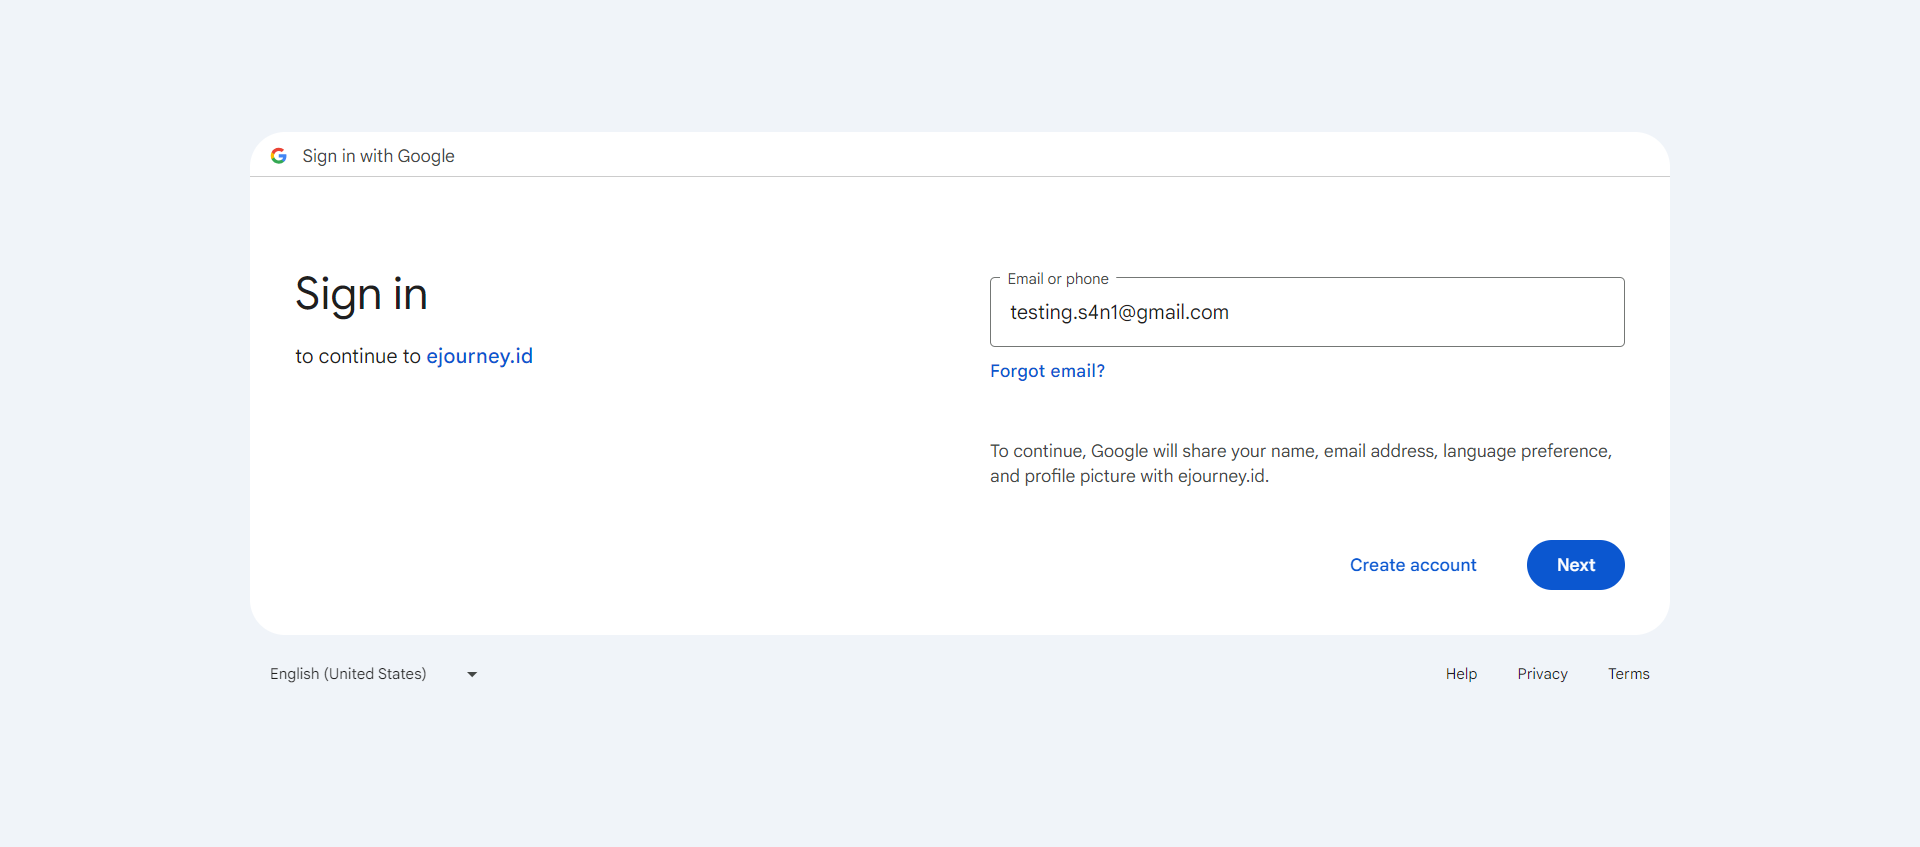 Sign in with Google
Sign in
to continue to ejourney.id
Email or phone
testing.s4n1@gmail.com
Forgot email?
To continue, Google will share your name, email address, language preference,
and profile picture with ejourney.id.
Create account
Next
English (United States)
Help
Privacy
Terms